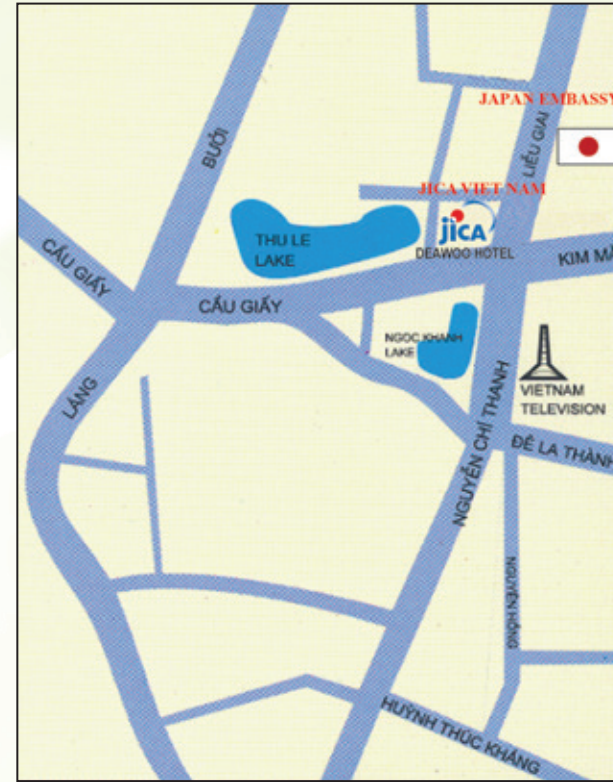 JAPAN EMBASSY
LIỄU GIAI
BƯỞI
JICA VIET NAM
jICA
DEAWOO HOTEL
THU LE
LAKE
KIM MÃ
CẦU GIẤY
CẦU GIẤY
NGOC KHANH
LAKE
VIETNAM
TELEVISION
LÁNG
NGUYỄN CHÍ THANH
ĐÊ LA THÀNH
NGUYÊN HỒNG
HUỲNH THÚC KHÁNG